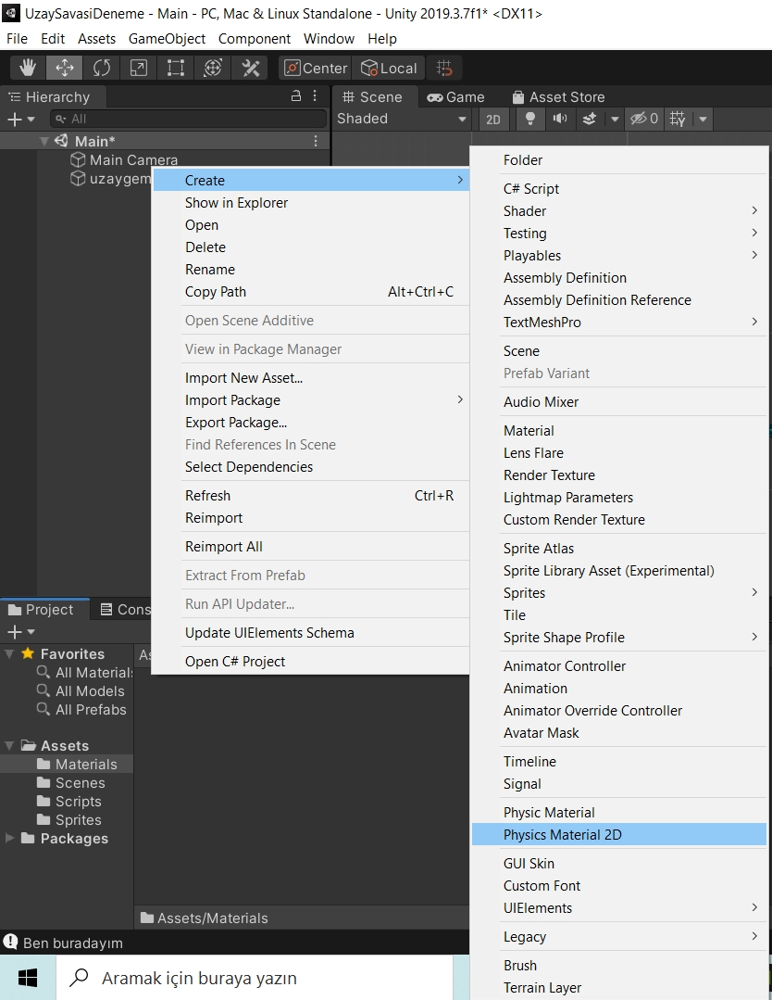 UzaySavasiDeneme - Main - PC, Mac & Linux Standalone - Unity 2019.3.7f1* <DX11>
File Edit Assets GameObject Component Window Help
Center Local
Hierarchy
Scene Game Asset Store
All
Shaded 2D 0
Main*
Main Camera
uzaygem
Create
Show in Explorer
Open
Delete
Rename
Copy Path Alt+Ctrl+C
Open Scene Additive
View in Package Manager
Import New Asset...
Import Package
Export Package...
Find References In Scene
Select Dependencies
Refresh Ctrl+R
Reimport
Reimport All
Extract From Prefab
Run API Updater...
Update UIElements Schema
Open C# Project
Folder
C# Script
Shader
Testing
Playables
Assembly Definition
Assembly Definition Reference
TextMeshPro
Scene
Prefab Variant
Audio Mixer
Material
Lens Flare
Render Texture
Lightmap Parameters
Custom Render Texture
Sprite Atlas
Sprite Library Asset (Experimental)
Sprites
Tile
Sprite Shape Profile
Animator Controller
Animation
Animator Override Controller
Avatar Mask
Timeline
Signal
Physic Material
Physics Material 2D
GUI Skin
Custom Font
UIElements
Legacy
Brush
Terrain Layer
Project Cons
Favorites As
All Materials
All Models
All Prefabs
Assets
Materials
Scenes
Scripts
Sprites
Packages
Assets/Materials
Ben buradayım
Aramak için buraya yazın